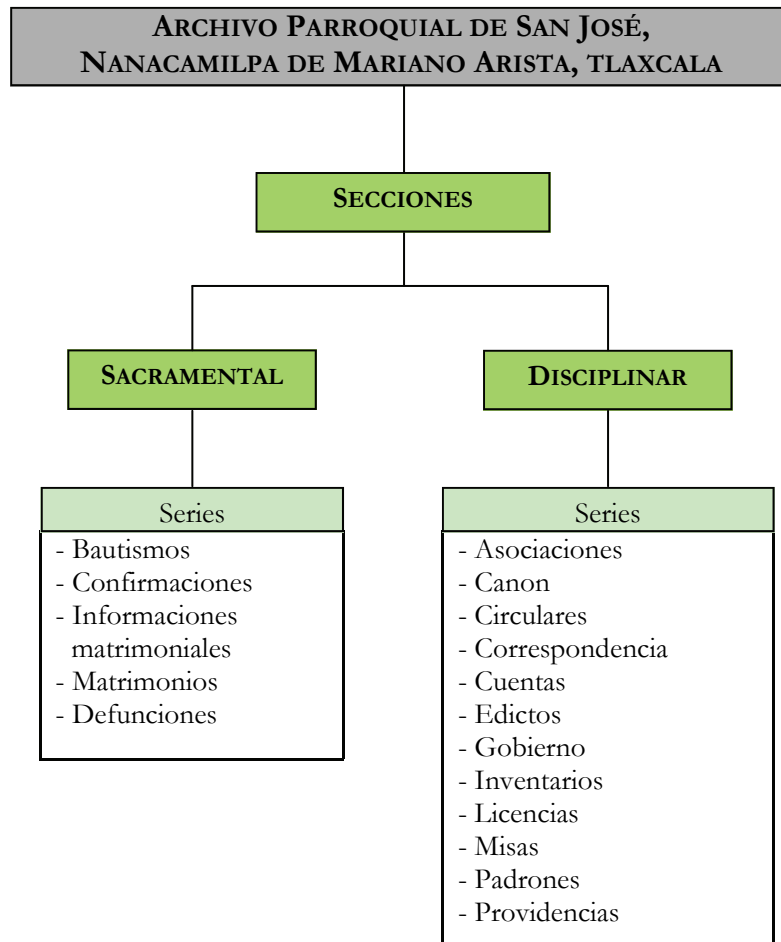 ARCHIVO PARROQUIAL DE SAN JOSÉ,
NANACAMILPA DE MARIANO ARISTA, TLAXCALA
SECCIONES
SACRAMENTAL
DISCIPLINAR
Series
- Bautismos
- Confirmaciones
- Informaciones
matrimoniales
- Matrimonios
- Defunciones
Series
- Asociaciones
- Canon
- Circulares
- Correspondencia
- Cuentas
- Edictos
- Gobierno
- Inventarios
- Licencias
- Misas
- Padrones
- Providencias